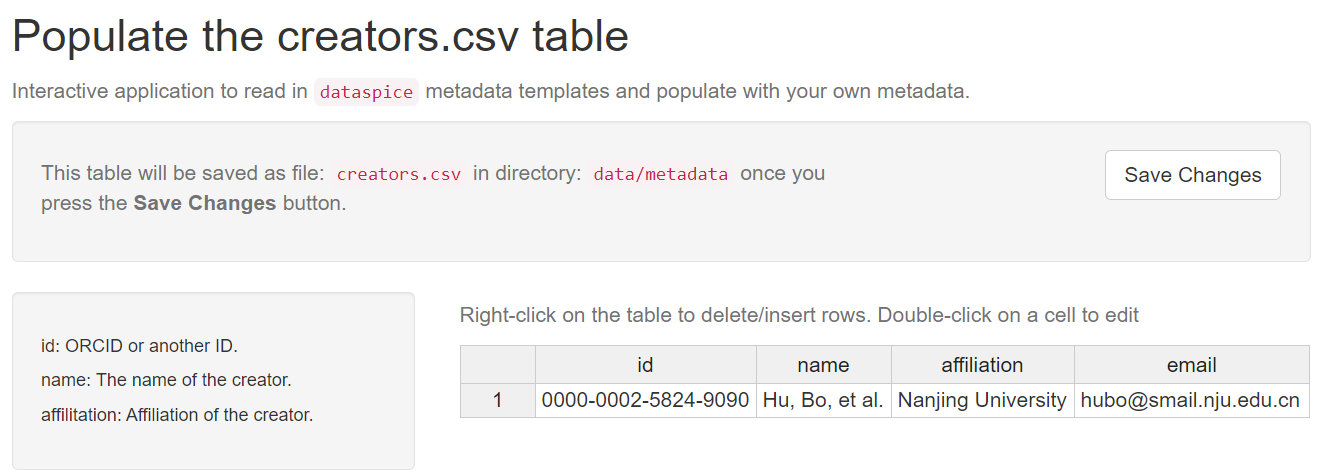 Populate the creators.csv table
Interactive application to read in dataspice metadata templates and populate with your own metadata.
This table will be saved as file: creators.csv in directory: data/metadata once you
press the Save Changes button.
Save Changes
id: ORCID or another ID.
name: The name of the creator.
affilitation: Affiliation of the creator.
Right-click on the table to delete/insert rows. Double-click on a cell to edit
id name affiliation email
1 0000-0002-5824-9090 Hu, Bo, et al. Nanjing University hubo@smail.nju.edu.cn